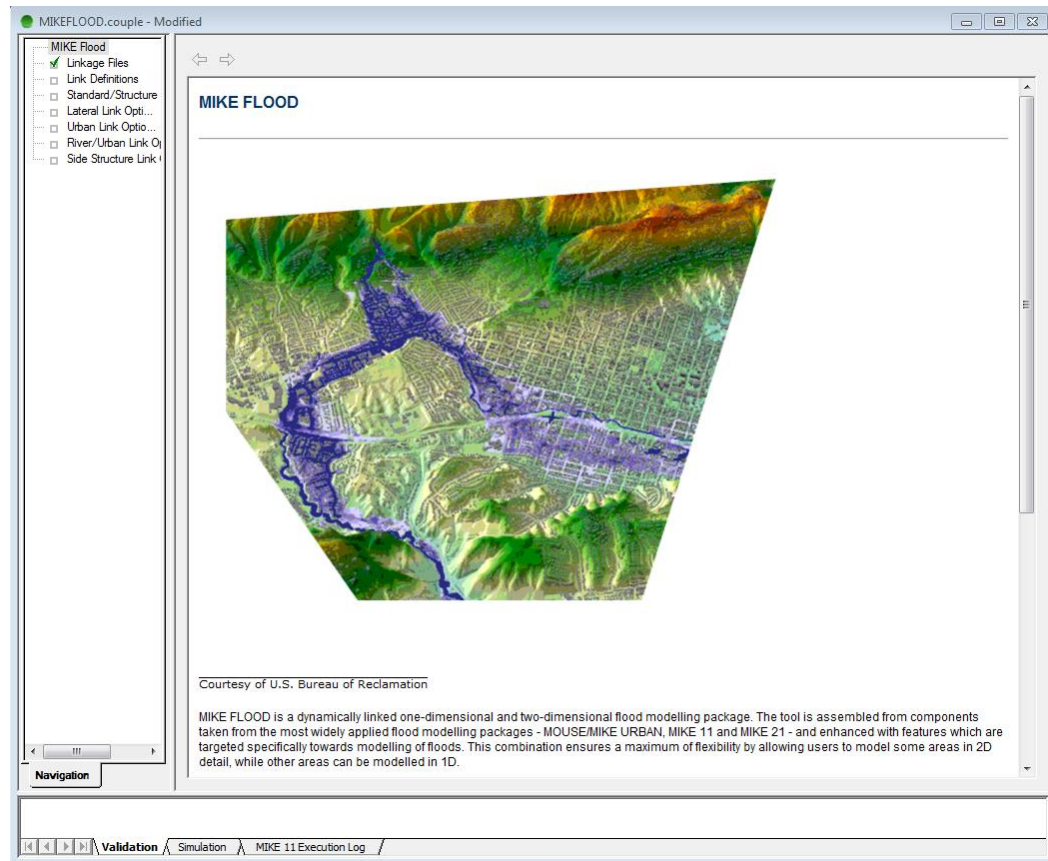 MIKEFLOOD.couple - Modified
MIKE Flood
Linkage Files
Link Definitions
Standard/Structure
Lateral Link Opti...
Urban Link Optio...
River/Urban Link O
Side Structure Link
Navigation
MIKE FLOOD
Courtesy of U.S. Bureau of Reclamation
MIKE FLOOD is a dynamically linked one-dimensional and two-dimensional flood modelling package. The tool is assembled from components
taken from the most widely applied flood modelling packages - MOUSE/MIKE URBAN, MIKE 11 and MIKE 21 - and enhanced with features which are
targeted specifically towards modelling of floods. This combination ensures a maximum of flexibility by allowing users to model some areas in 2D
detail, while other areas can be modelled in 1D.
Validation
Simulation
MIKE 11 Execution Log